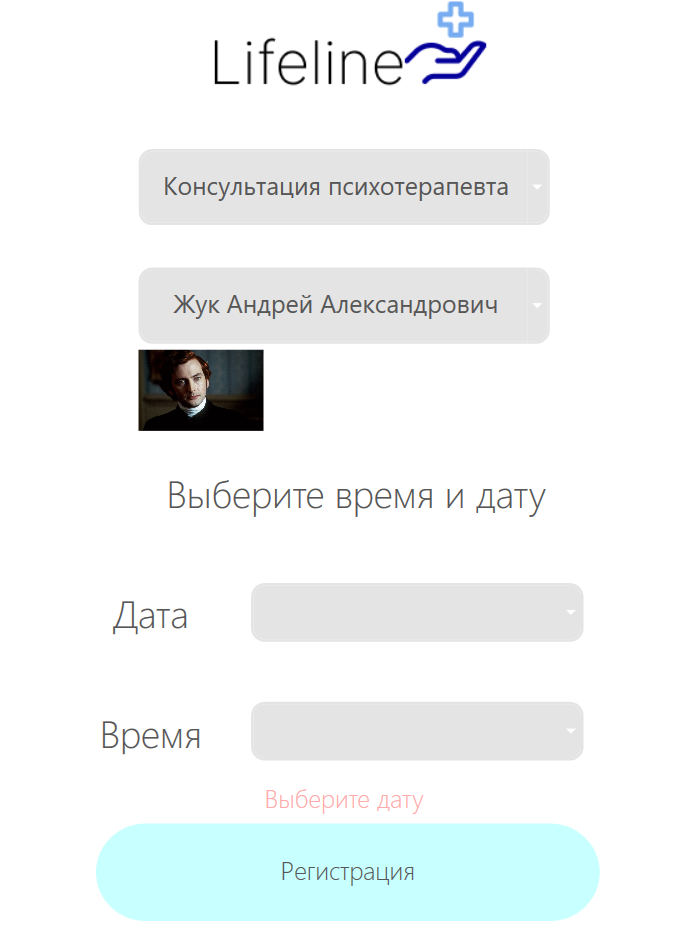 Lifeline
Консультация психотерапевта
Жук Андрей Александрович
Выберите время и дату
Дата
Время
Выберите дату
Регистрация